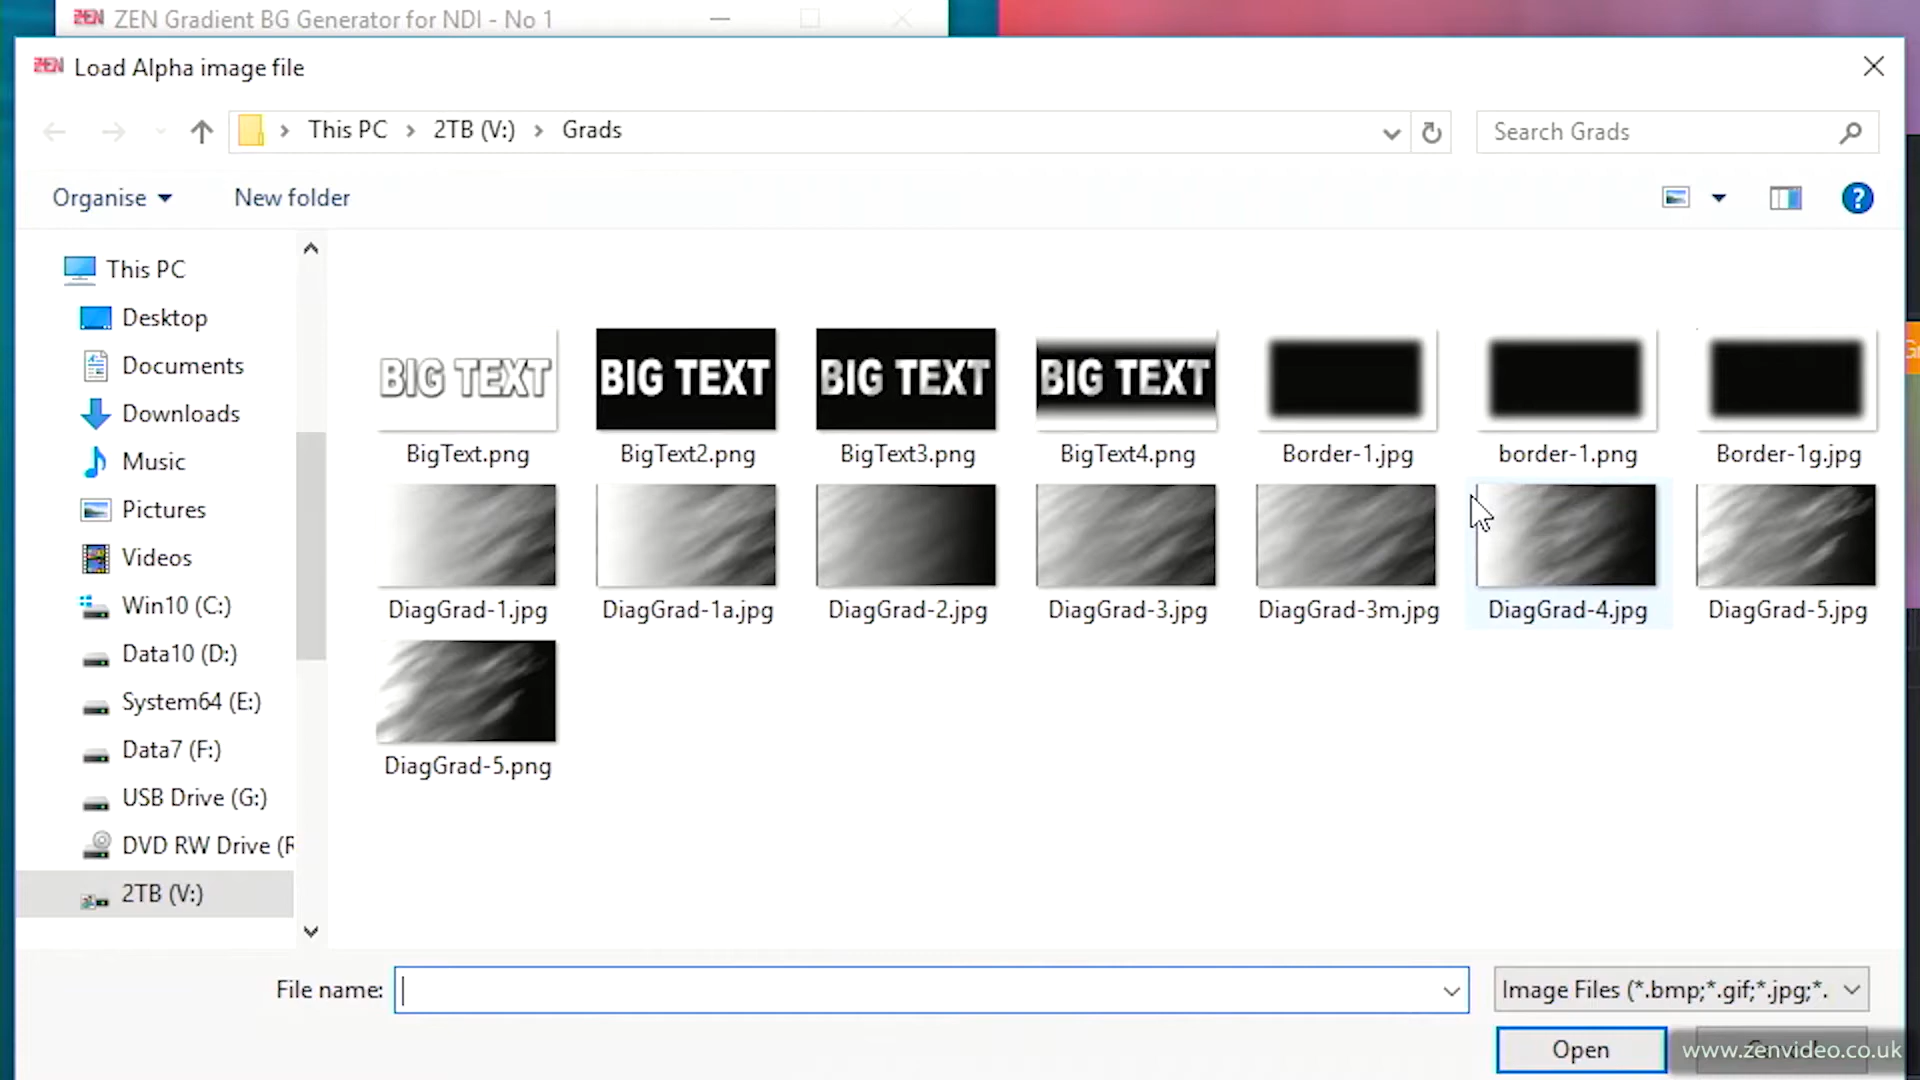 ZEN ZEN Gradient BG Generator for NDI - No 1
ZEN Load Alpha image file
This PC > 2TB (V:) > Grads
Search Grads
Organise
New folder
?
This PC
Desktop
Documents
Downloads
Music
Pictures
Videos
Win10 (C:)
Data10 (D:)
System64 (E:)
Data7 (F:)
USB Drive (G:)
DVD RW Drive (R
2TB (V:)
BIG TEXT BIG TEXT BIG TEXT BIG TEXT
BigText.png BigText2.png BigText3.png BigText4.png Border-1.jpg border-1.png Border-1g.jpg
DiagGrad-1.jpg DiagGrad-1a.jpg DiagGrad-2.jpg DiagGrad-3.jpg DiagGrad-3m.jpg DiagGrad-4.jpg DiagGrad-5.jpg
DiagGrad-5.png
File name:
Image Files (*.bmp;*.gif;*.jpg;*.
Open
www.zenvideo.co.uk